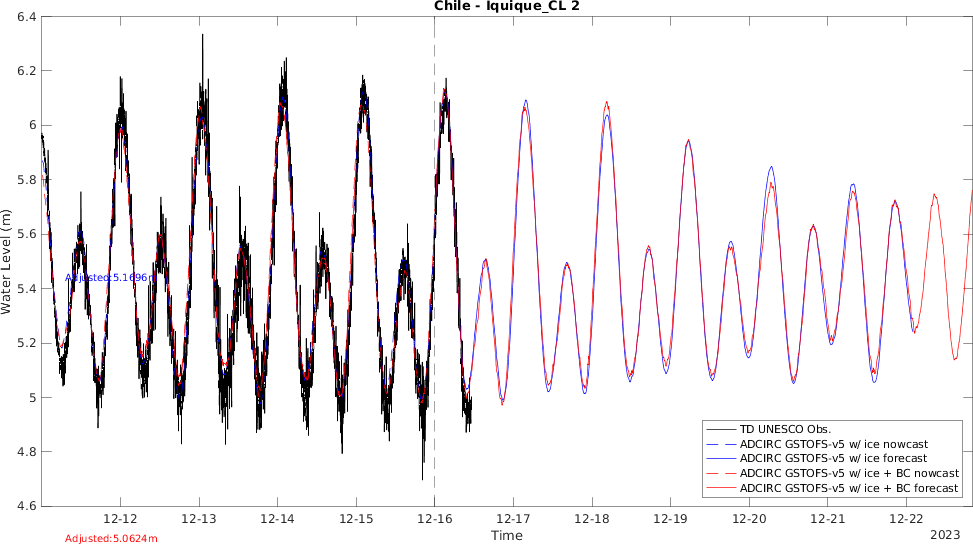 Chile - Iquique_CL 2
Water Level (m)
6.4
6.2
6
5.8
5.6
5.4
5.2
5
4.8
4.6
Adjusted:5.1696m
TD UNESCO Obs.
ADCIRC GSTOFS-v5 w/ ice nowcast
ADCIRC GSTOFS-v5 w/ ice forecast
ADCIRC GSTOFS-v5 w/ ice + BC nowcast
ADCIRC GSTOFS-v5 w/ ice + BC forecast
12-12 12-13 12-14 12-15 12-16 12-17 12-18 12-19 12-20 12-21 12-22
Time
2023
Adjusted:5.0624m